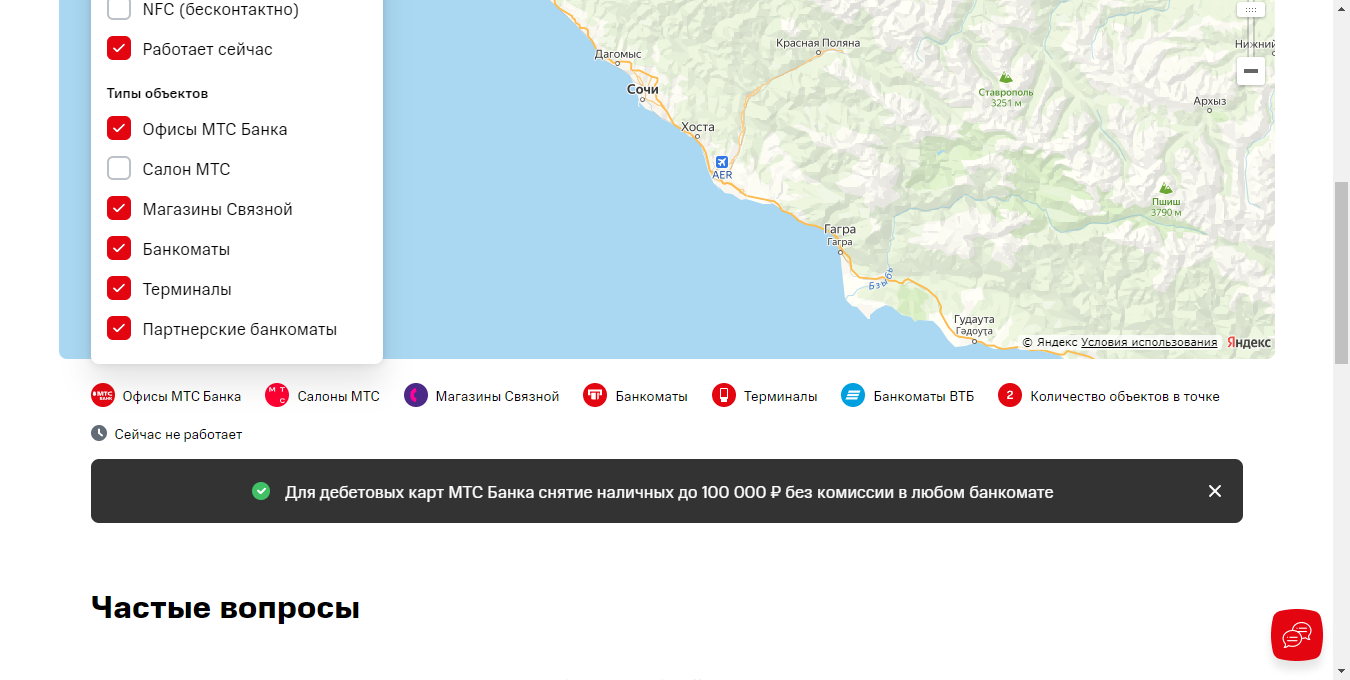 NFC (бесконтактно)
Работает сейчас
Типы объектов
Офисы МТС Банка
Салон МТС
Магазины Связной
Банкоматы
Терминалы
Партнерские банкоматы
Красная Поляна
Нижний
Дагомыс
Сочи
Ставрополь
3251 м
Архыз
Хоста
AER
Пшиш
3790 м
Гагра
Гагра
Бзыбь
Гудаута
Гәдоуҭа
© Яндекс Условия использования Яндекс
Офисы МТС Банка Салоны МТС Магазины Связной Банкоматы Терминалы Банкоматы ВТБ 2 Количество объектов в точке
Сейчас не работает
Для дебетовых карт МТС Банка снятие наличных до 100 000 ₽ без комиссии в любом банкомате
Частые вопросы